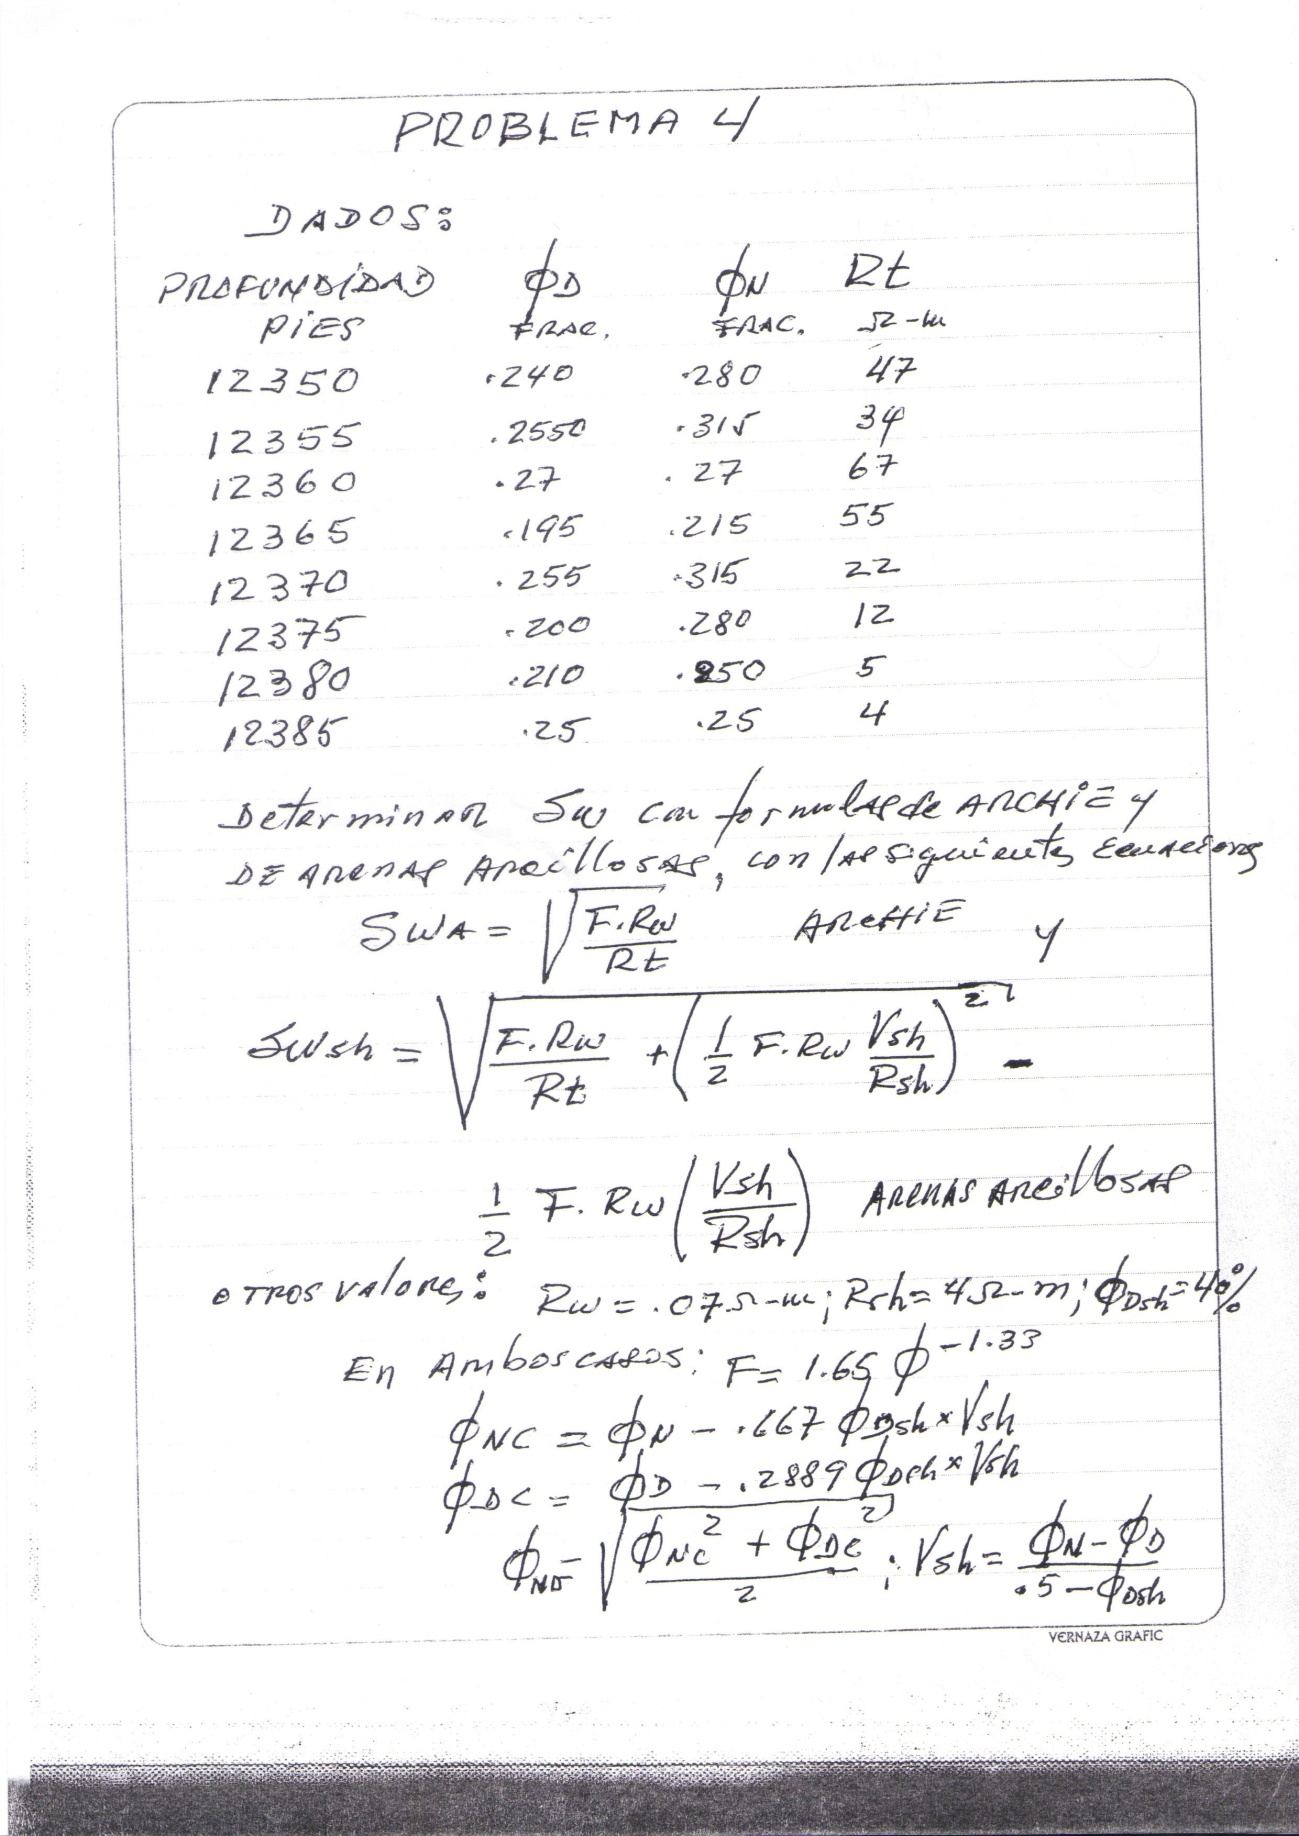 PROBLEMA 4
DADOS:
PROFUNDIDAD ϕD ϕN Rt
PIES FRAC. FRAC. Ω-m
12350 .240 .280 47
12355 .2550 .315 34
12360 .27 .27 67
12365 .195 .215 55
12370 .255 .315 22
12375 .200 .280 12
12380 .210 .250 5
12385 .25 .25 4
Determinar Sw con formulas de ARCHIE y
DE ARENAS ARCILLOSAS, con las siguientes Ecuaciones
SWA = √(F.Rw / Rt) ARCHIE y
SWsh = √(F.Rw / Rt + (1/2 F.Rw Vsh/Rsh)²) -
1/2 F. Rw (Vsh/Rsh) ARENAS ARCILLOSAS
OTROS VALORES: Rw = .07 Ω-m; Rsh = 4 Ω-m; ϕDsh = 40%
En Ambos casos: F = 1.65 ϕ^-1.33
ϕNC = ϕN - .667 ϕDsh × Vsh
ϕDC = ϕD - .2889 ϕDsh × Vsh
ϕND = √((ϕNC² + ϕDC²) / 2) ; Vsh = (ϕN - ϕD) / (.5 - ϕDsh)
VERNAZA GRAFIC